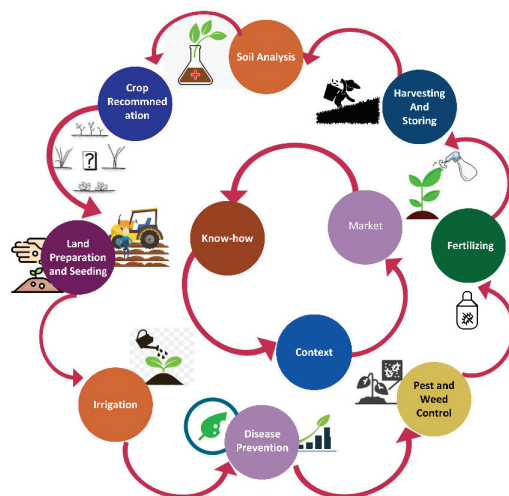 Soil Analysis
Crop
Recommned
ation
Harvesting
And
Storing
?
Know-how
Market
Land
Preparation
and Seeding
Fertilizing
Context
Irrigation
Disease
Prevention
Pest and
Weed
Control